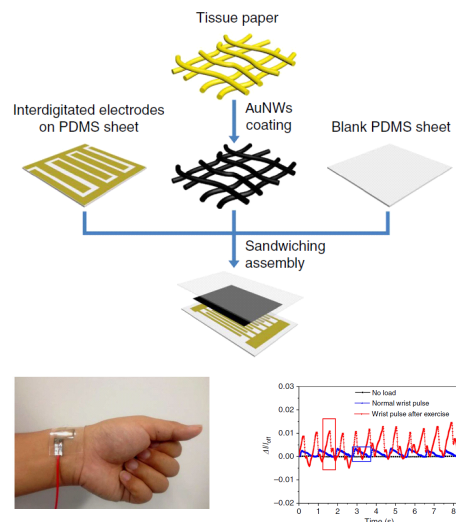 Tissue paper
Interdigitated electrodes
on PDMS sheet
AuNWs
coating
Blank PDMS sheet
Sandwiching
assembly
No load
Normal wrist pulse
Wrist pulse after exercise
0.03
0.02
0.01
0.00
−0.01
−0.02
0 1 2 3 4 5 6 7 8
Time (s)